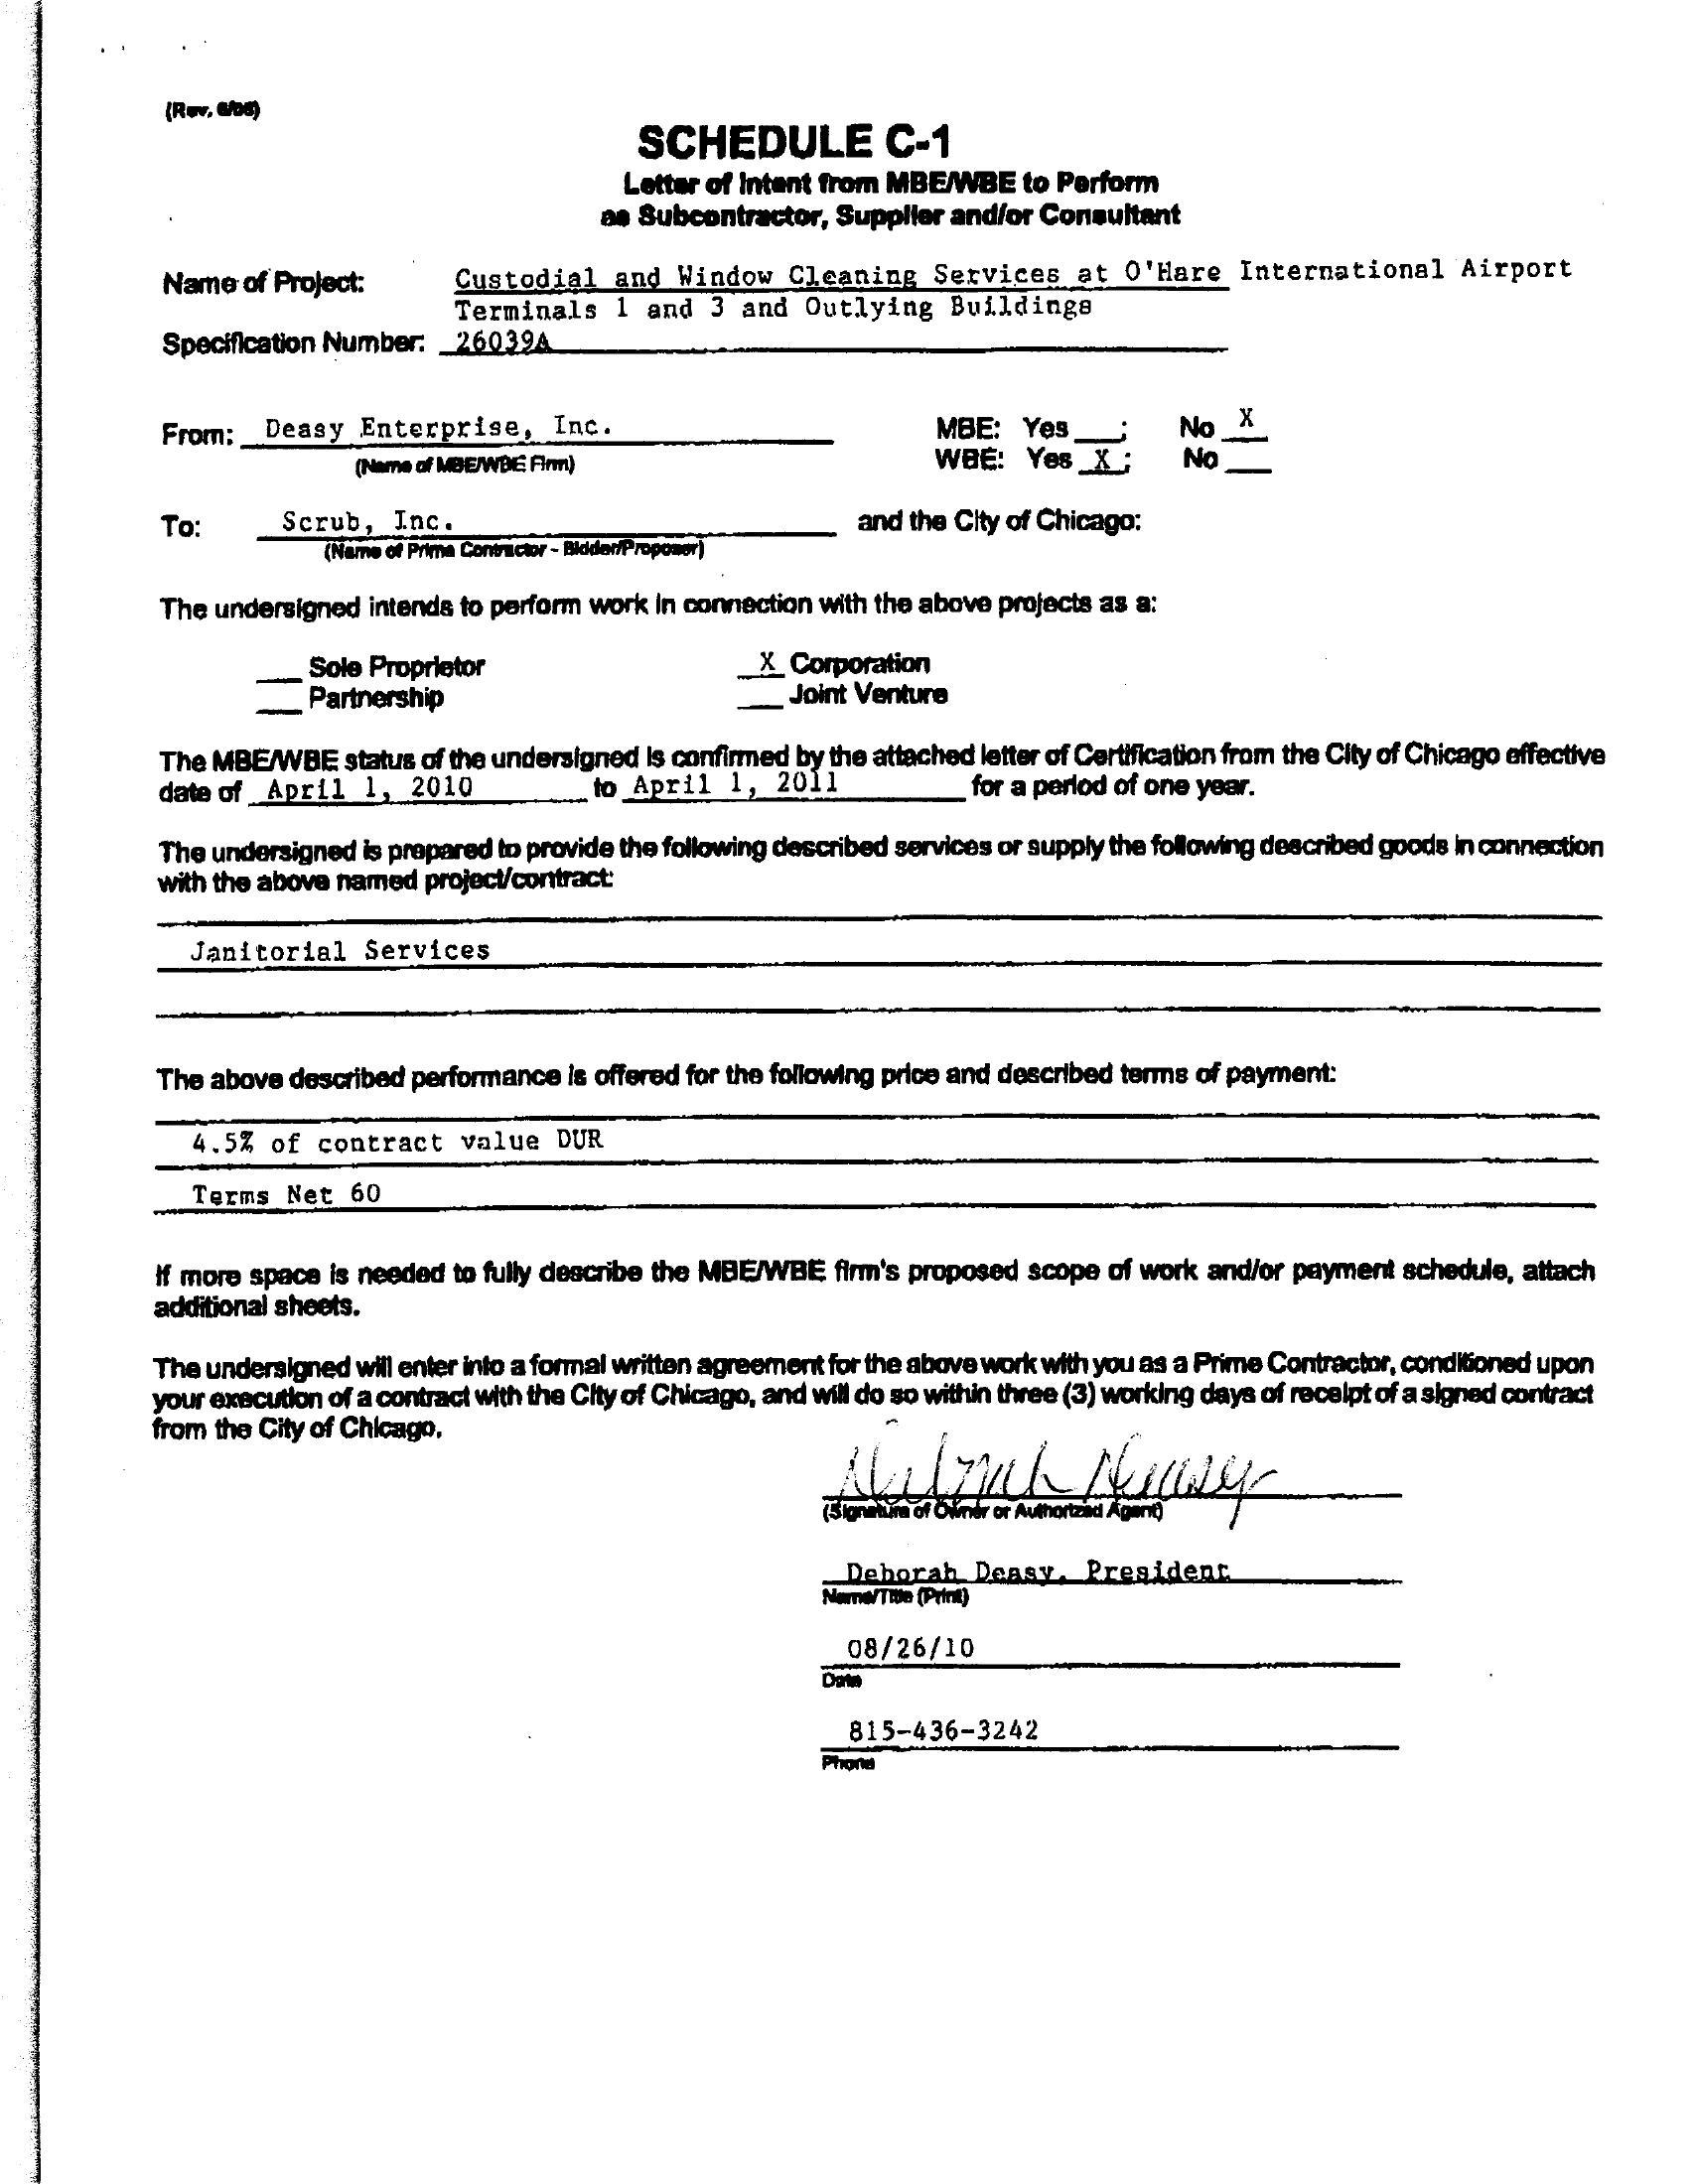 (Rev. 6/06)
SCHEDULE C-1
Letter of Intent from MBE/WBE to Perform
as Subcontractor, Supplier and/or Consultant
Name of Project: Custodial and Window Cleaning Services at O'Hare International Airport
Terminals 1 and 3 and Outlying Buildings
Specification Number: 26039A
From: Deasy Enterprise, Inc. MBE: Yes ___; No X
(Name of MBE/WBE Firm) WBE: Yes X; No ___
To: Scrub, Inc. and the City of Chicago:
(Name of Prime Contractor - Bidder/Proposer)
The undersigned intends to perform work in connection with the above projects as a:
___ Sole Proprietor X Corporation
___ Partnership ___ Joint Venture
The MBE/WBE status of the undersigned is confirmed by the attached letter of Certification from the City of Chicago effective
date of April 1, 2010 to April 1, 2011 for a period of one year.
The undersigned is prepared to provide the following described services or supply the following described goods in connection
with the above named project/contract:
Janitorial Services
The above described performance is offered for the following price and described terms of payment:
4.5% of contract value DUR
Terms Net 60
If more space is needed to fully describe the MBE/WBE firm's proposed scope of work and/or payment schedule, attach
additional sheets.
The undersigned will enter into a formal written agreement for the above work with you as a Prime Contractor, conditioned upon
your execution of a contract with the City of Chicago, and will do so within three (3) working days of receipt of a signed contract
from the City of Chicago.
Deborah Deasy
(Signature of Owner or Authorized Agent)
Deborah Deasy, President
Name/Title (Print)
08/26/10
Date
815-436-3242
Phone